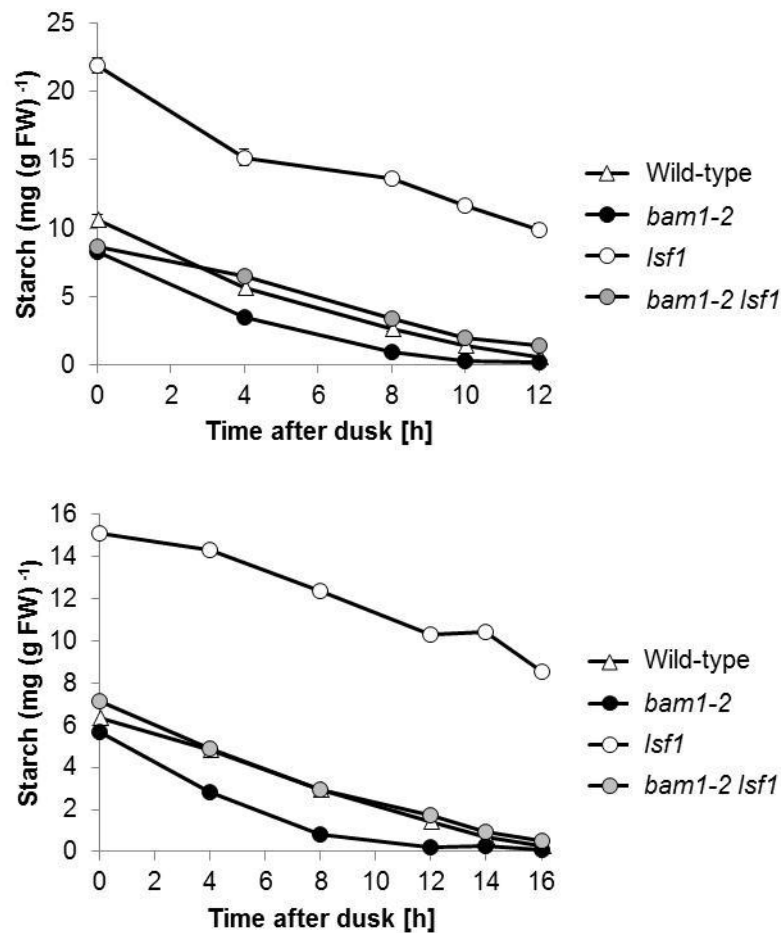 25
20
15
10
5
0
Starch (mg (g FW) -1)
0 2 4 6 8 10 12
Time after dusk [h]
Wild-type
bam1-2
lsf1
bam1-2 lsf1
16
14
12
10
8
6
4
2
0
Starch (mg (g FW) -1)
0 2 4 6 8 10 12 14 16
Time after dusk [h]
Wild-type
bam1-2
lsf1
bam1-2 lsf1